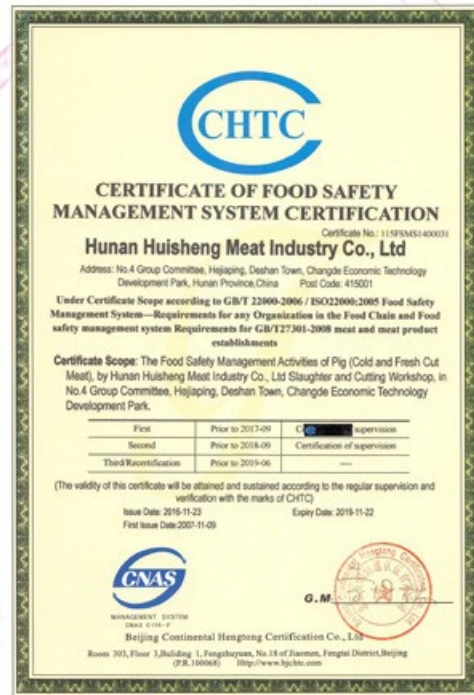 CHTC
CERTIFICATE OF FOOD SAFETY
MANAGEMENT SYSTEM CERTIFICATION
Certificate No.: 115FSMS1400031
Hunan Huisheng Meat Industry Co., Ltd
Address: No.4 Group Committee, Hejiaping, Deshan Town, Changde Economic Technology
Development Park, Hunan Province,China Post Code: 415001
Under Certificate Scope according to GB/T 22000-2006 / ISO22000:2005 Food Safety
Management System—Requirements for any Organization in the Food Chain and Food
safety management system Requirements for GB/T27301-2008 meat and meat product
establishments
Certificate Scope: The Food Safety Management Activities of Pig (Cold and Fresh Cut
Meat), by Hunan Huisheng Meat Industry Co., Ltd Slaughter and Cutting Workshop, in
No.4 Group Committee, Hejiaping, Deshan Town, Changde Economic Technology
Development Park.
First Prior to 2017-09 supervision
Second Prior to 2018-09 Certification of supervision
Third/Recertification Prior to 2019-06 ----
(The validity of this certificate will be attained and sustained according to the regular supervision and
verification with the marks of CHTC)
Issue Date: 2016-11-23 Expiry Date: 2019-11-22
First Issue Date:2007-11-09
CNAS
MANAGEMENT SYSTEM
CNAS C115-F
G.M.
Beijing Continental Hengtong Certification Co., Ltd
Room 303, Floor 3,Building 1, Fengzhuyuan, No.18 of Jiaomen, Fengtai District,Beijing
(P.R.100068) Http://www.bjchtc.com